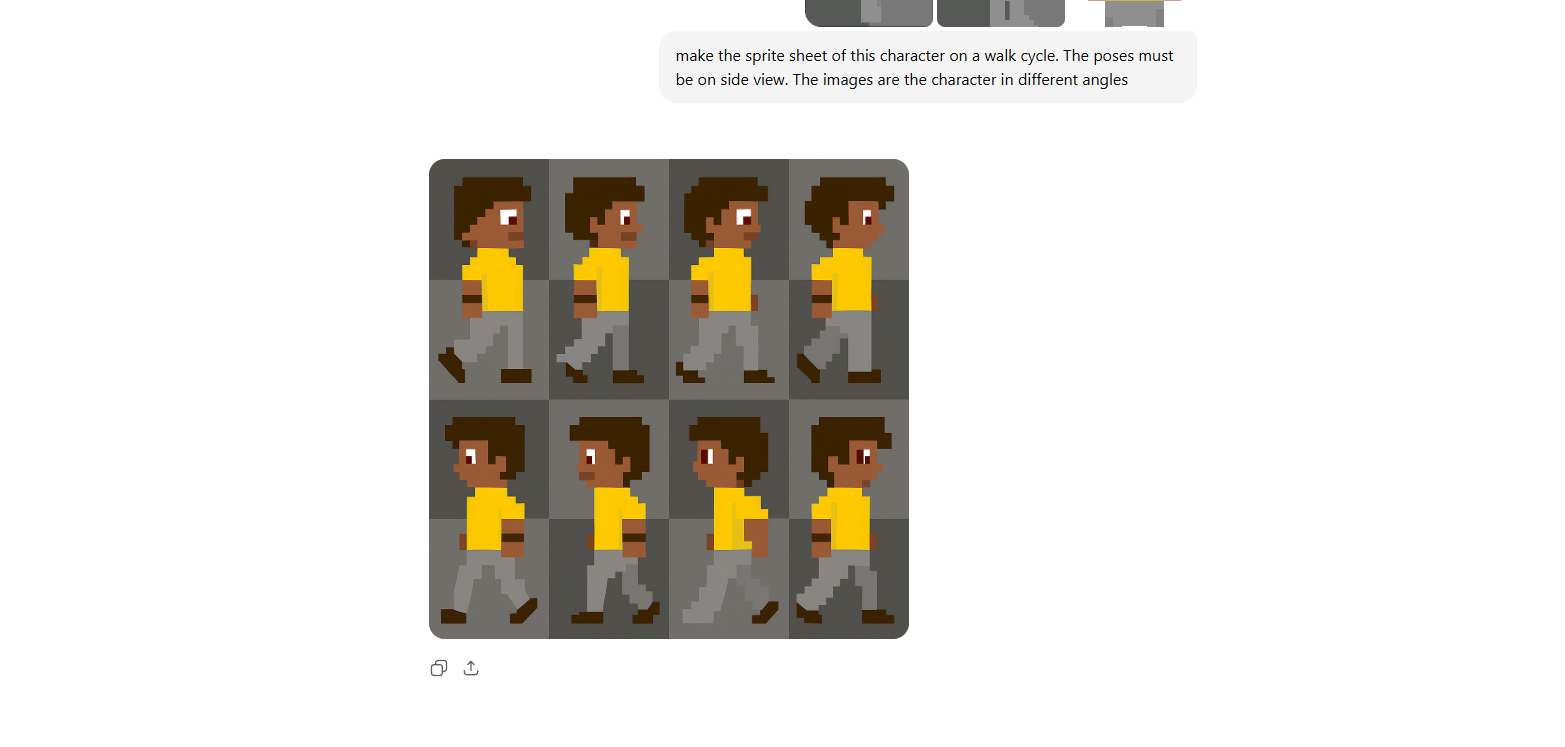 make the sprite sheet of this character on a walk cycle. The poses must
be on side view. The images are the character in different angles